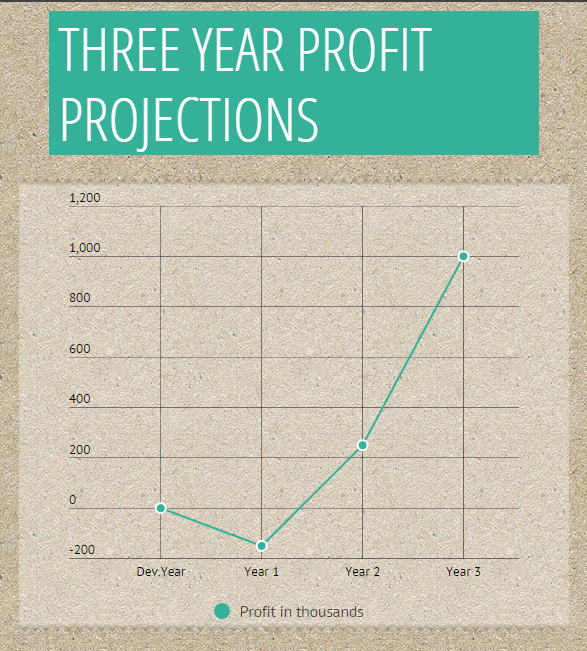 THREE YEAR PROFIT
PROJECTIONS
1,200
1,000
800
600
400
200
0
-200
Dev.Year Year 1 Year 2 Year 3
Profit in thousands